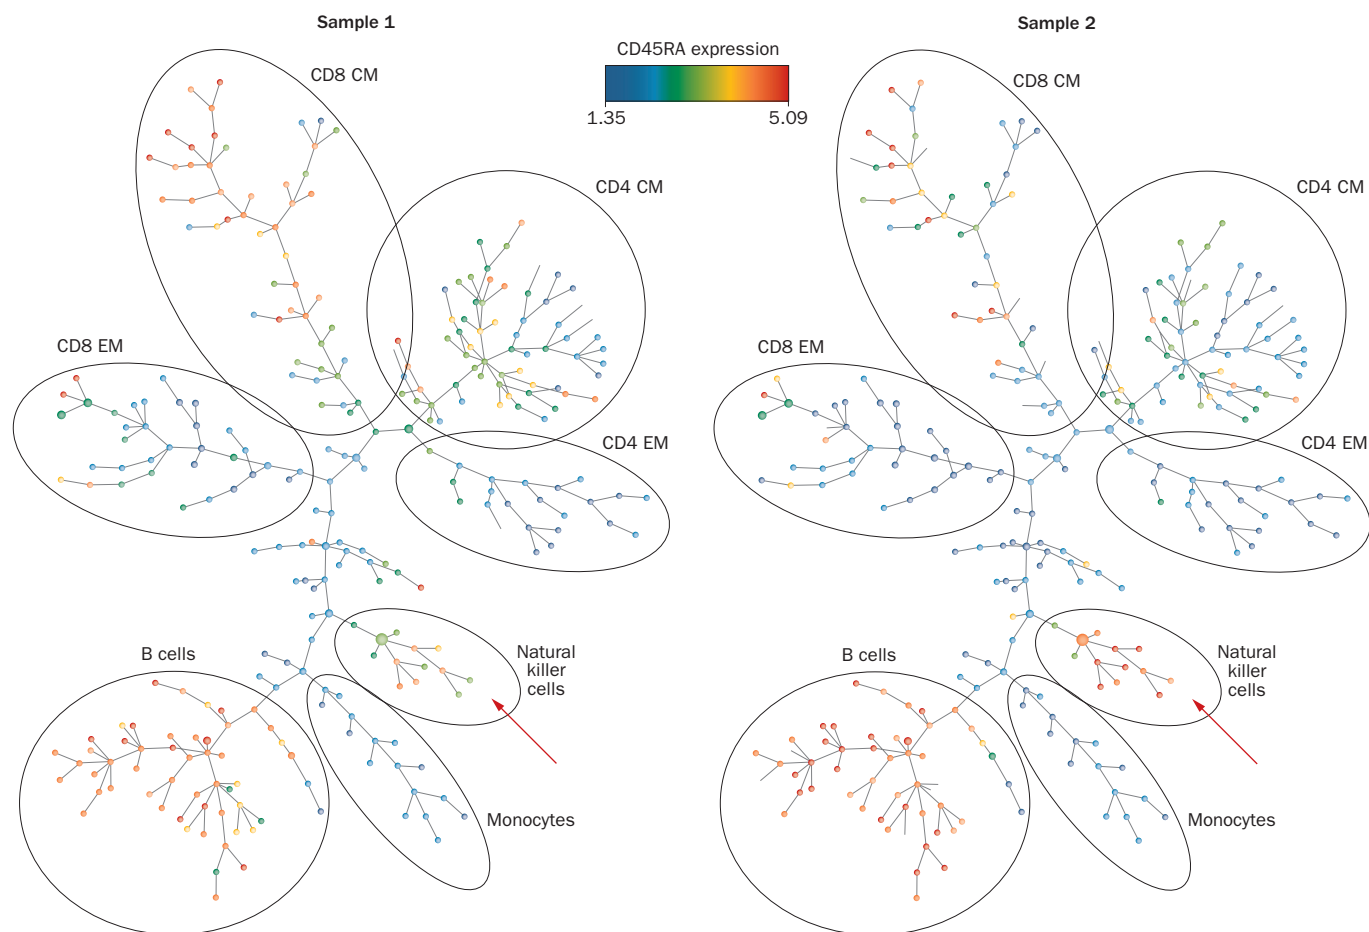 Sample 1
Sample 2
CD45RA expression
1.35
5.09
CD8 CM
CD4 CM
CD8 EM
CD4 EM
B cells
Natural
killer
cells
Monocytes
CD8 CM
CD4 CM
CD8 EM
CD4 EM
B cells
Natural
killer
cells
Monocytes